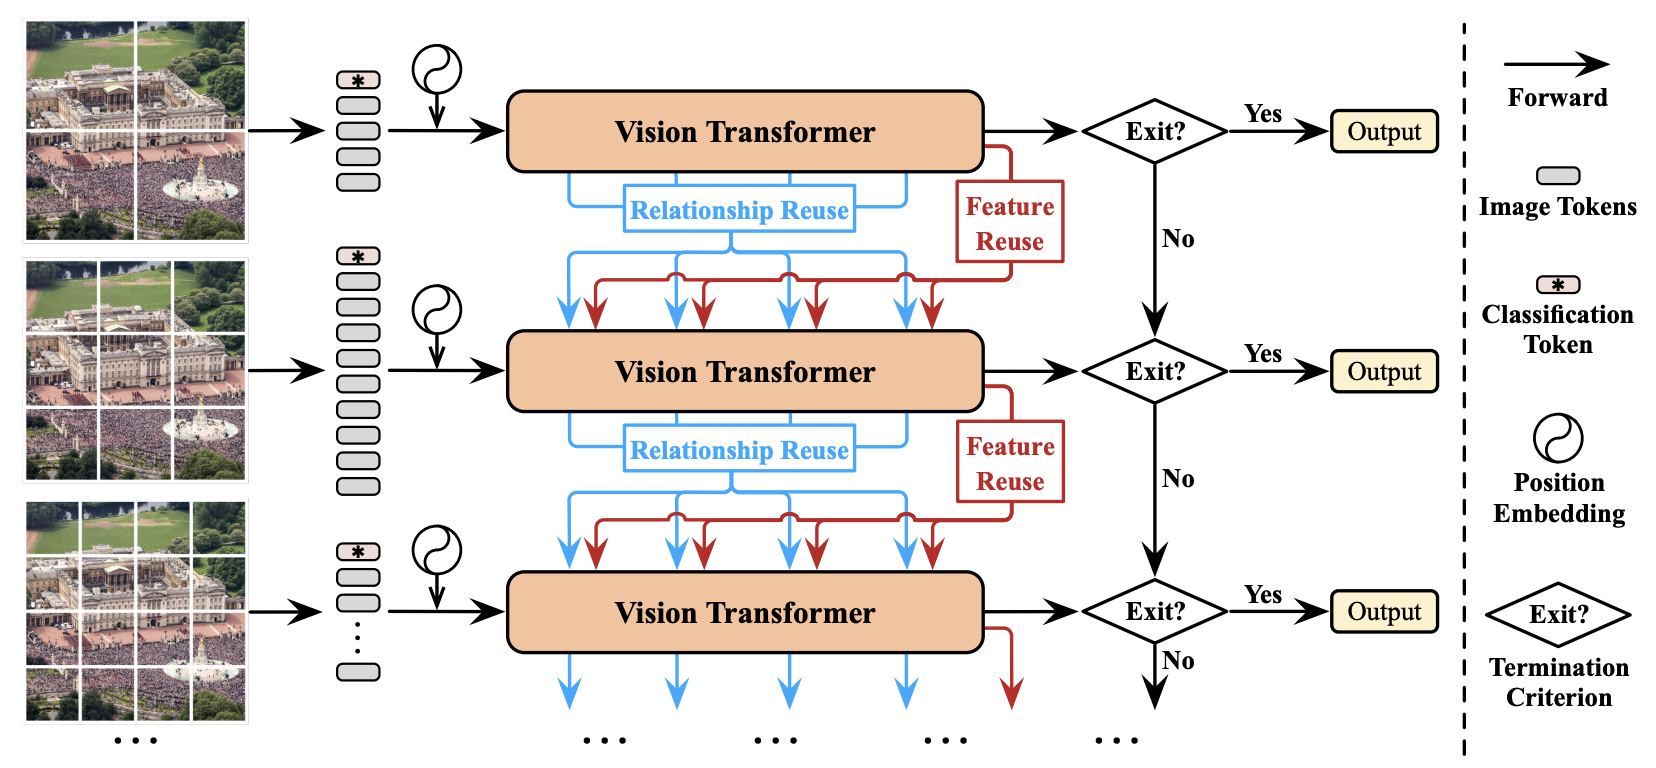 Vision Transformer
Exit?
Yes
Output
Relationship Reuse
Feature
Reuse
No
Vision Transformer
Exit?
Yes
Output
Relationship Reuse
Feature
Reuse
No
Vision Transformer
Exit?
Yes
Output
No
Forward
Image Tokens
*
Classification
Token
Position
Embedding
Exit?
Termination
Criterion